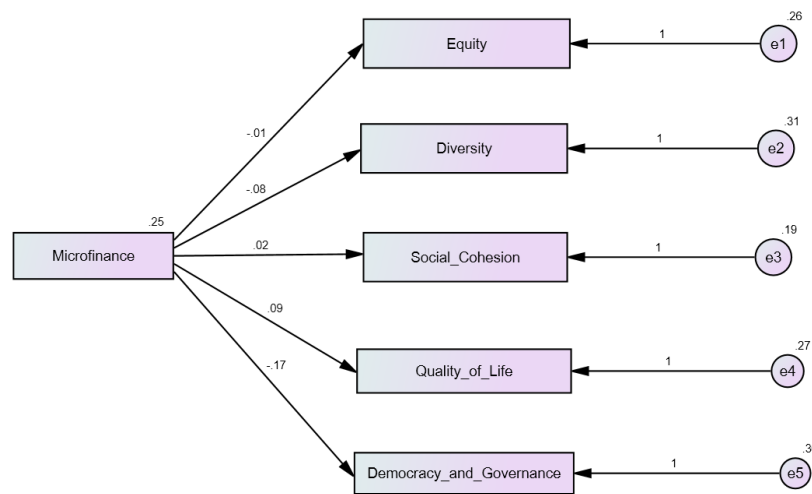 .26
Equity
1
e1
-.01
.31
Diversity
1
e2
-.08
.25
Microfinance
.02
.19
Social_Cohesion
1
e3
.09
.27
Quality_of_Life
1
e4
-.17
.3
Democracy_and_Governance
1
e5